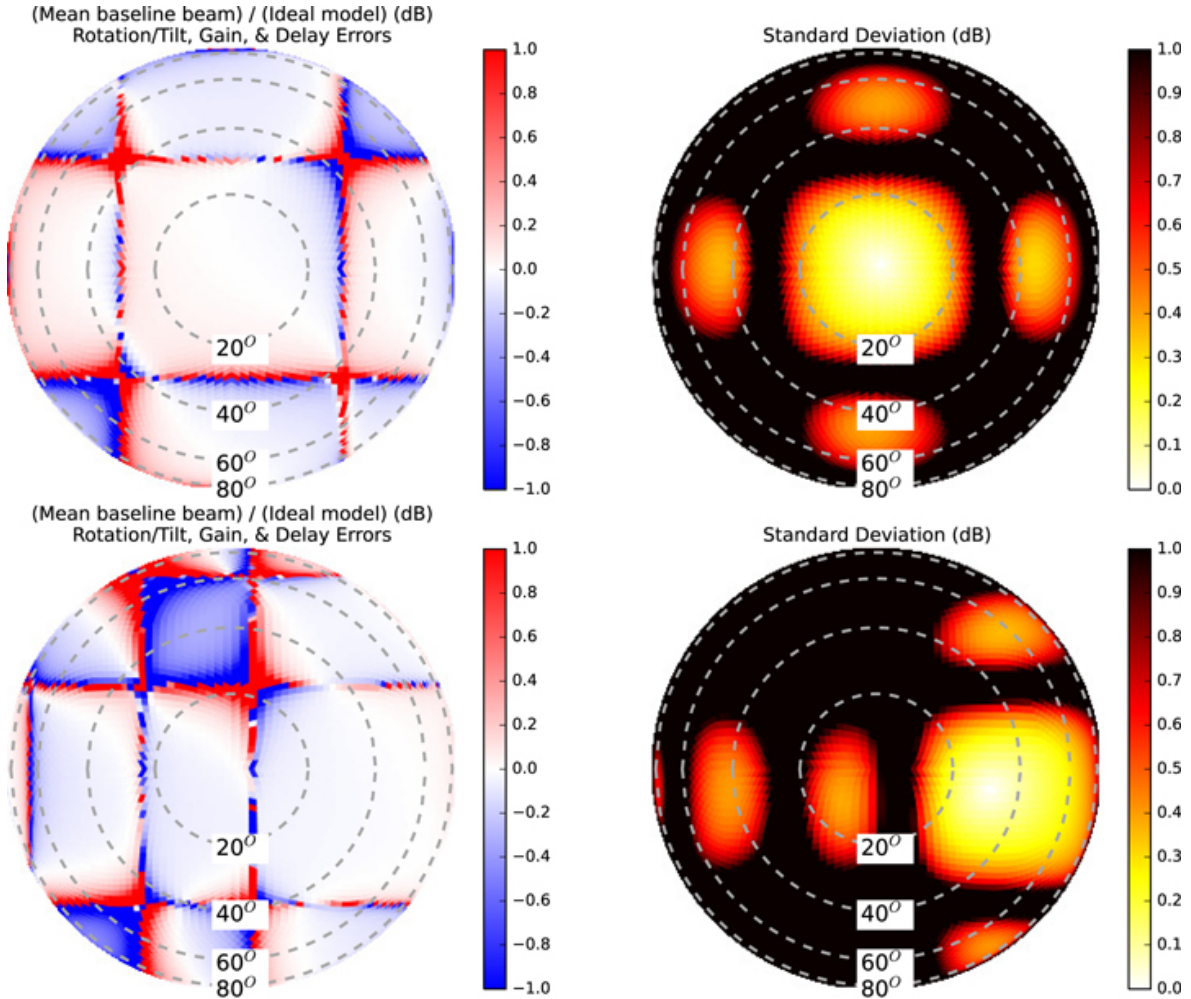 (Mean baseline beam) / (Ideal model) (dB)
Rotation/Tilt, Gain, & Delay Errors
1.0
0.8
0.6
0.4
0.2
0.0
−0.2
−0.4
−0.6
−0.8
−1.0
20^O
40^O
60^O
80^O
Standard Deviation (dB)
1.0
0.9
0.8
0.7
0.6
0.5
0.4
0.3
0.2
0.1
0.0
20^O
40^O
60^O
80^O
(Mean baseline beam) / (Ideal model) (dB)
Rotation/Tilt, Gain, & Delay Errors
1.0
0.8
0.6
0.4
0.2
0.0
−0.2
−0.4
−0.6
−0.8
−1.0
20^O
40^O
60^O
80^O
Standard Deviation (dB)
1.0
0.9
0.8
0.7
0.6
0.5
0.4
0.3
0.2
0.1
0.0
20^O
40^O
60^O
80^O